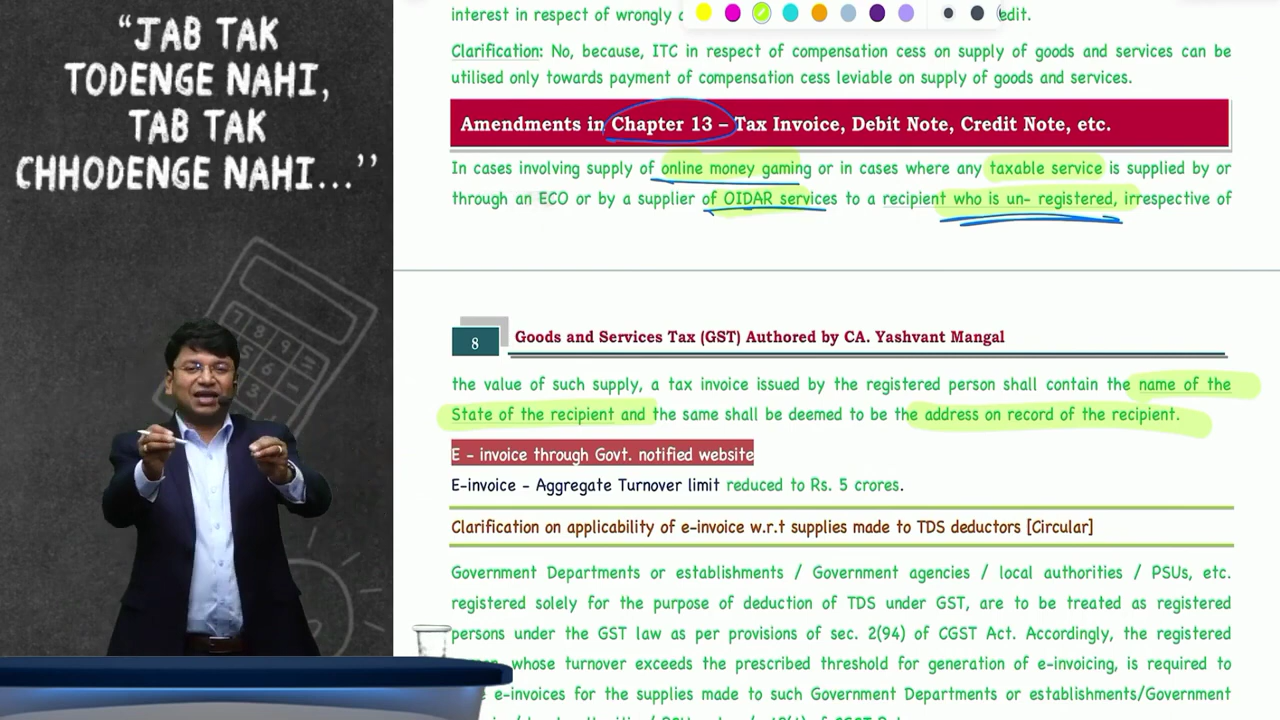 “JAB TAK
TODENGE NAHI,
TAB TAK
CHHODENGE NAHI...’’
interest in respect of wrongly
edit.
Clarification: No, because, ITC in respect of compensation cess on supply of goods and services can be
utilised only towards payment of compensation cess leviable on supply of goods and services.
Amendments in Chapter 13 – Tax Invoice, Debit Note, Credit Note, etc.
In cases involving supply of online money gaming or in cases where any taxable service is supplied by or
through an ECO or by a supplier of OIDAR services to a recipient who is un- registered, irrespective of
8
Goods and Services Tax (GST) Authored by CA. Yashvant Mangal
the value of such supply, a tax invoice issued by the registered person shall contain the name of the
State of the recipient and the same shall be deemed to be the address on record of the recipient.
E - invoice through Govt. notified website
E-invoice - Aggregate Turnover limit reduced to Rs. 5 crores.
Clarification on applicability of e-invoice w.r.t supplies made to TDS deductors [Circular]
Government Departments or establishments / Government agencies / local authorities / PSUs, etc.
registered solely for the purpose of deduction of TDS under GST, are to be treated as registered
persons under the GST law as per provisions of sec. 2(94) of CGST Act. Accordingly, the registered
whose turnover exceeds the prescribed threshold for generation of e-invoicing, is required to
e-invoices for the supplies made to such Government Departments or establishments/Government